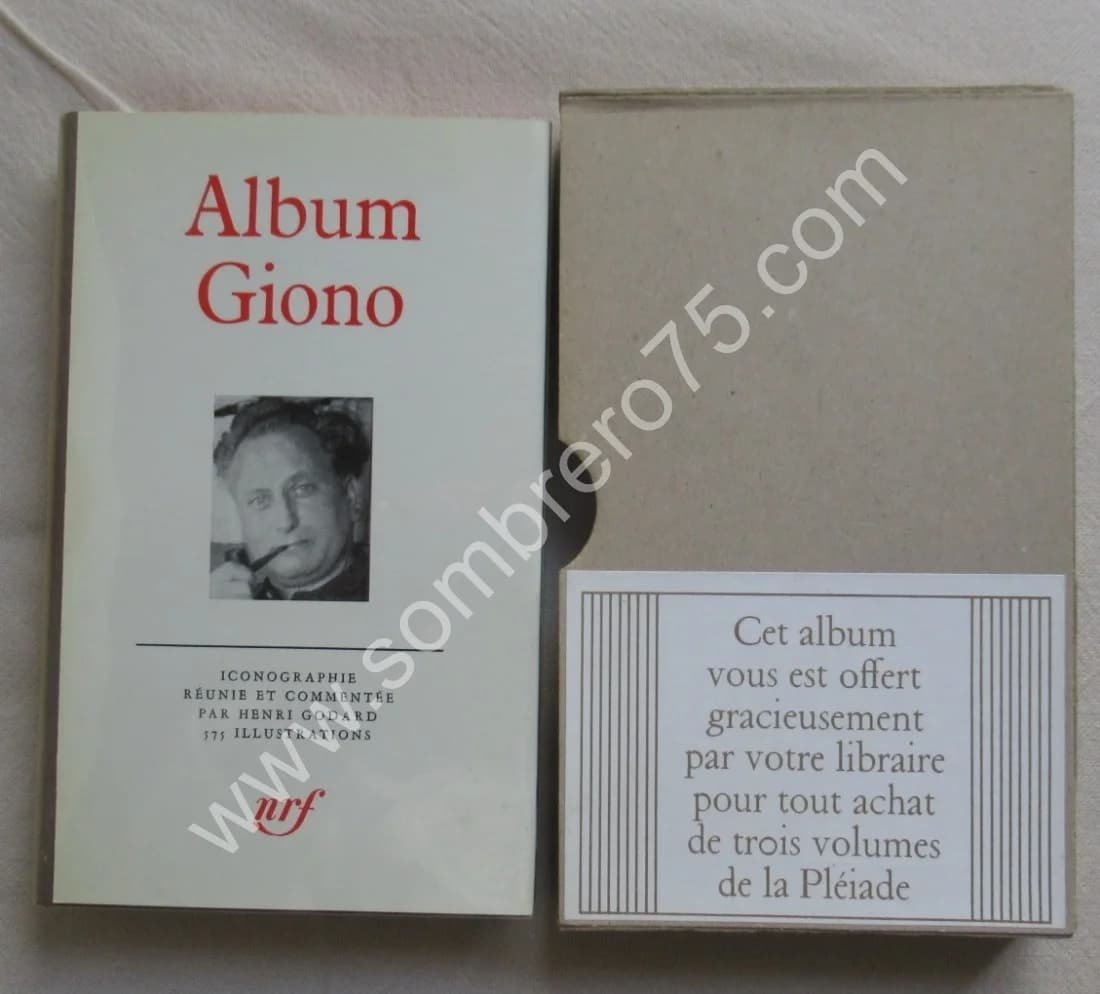 Album
Giono
ICONOGRAPHIE
RÉUNIE ET COMMENTÉE
PAR HENRI GODARD
575 ILLUSTRATIONS
nrf
Cet album
vous est offert
gracieusement
par votre libraire
pour tout achat
de trois volumes
de la Pléiade
www.sombrero75.com